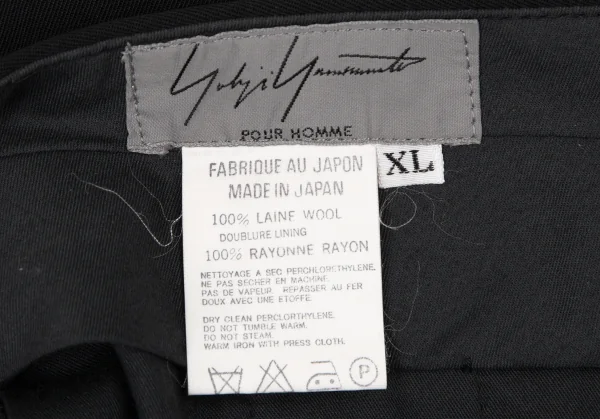 Yohji Yamamoto
POUR HOMME
XL
FABRIQUE AU JAPON
MADE IN JAPAN
100% LAINE WOOL
DOUBLURE LINING
100% RAYONNE RAYON
NETTOYAGE A SEC PERCHLORETHYLENE.
NE PAS SECHER EN MACHINE.
PAS DE VAPEUR. REPASSER AU FER
DOUX AVEC UNE ETOFFE.
DRY CLEAN PERCLORTHYLENE.
DO NOT TUMBLE WARM.
DO NOT STEAM.
WARM IRON WITH PRESS CLOTH.
P